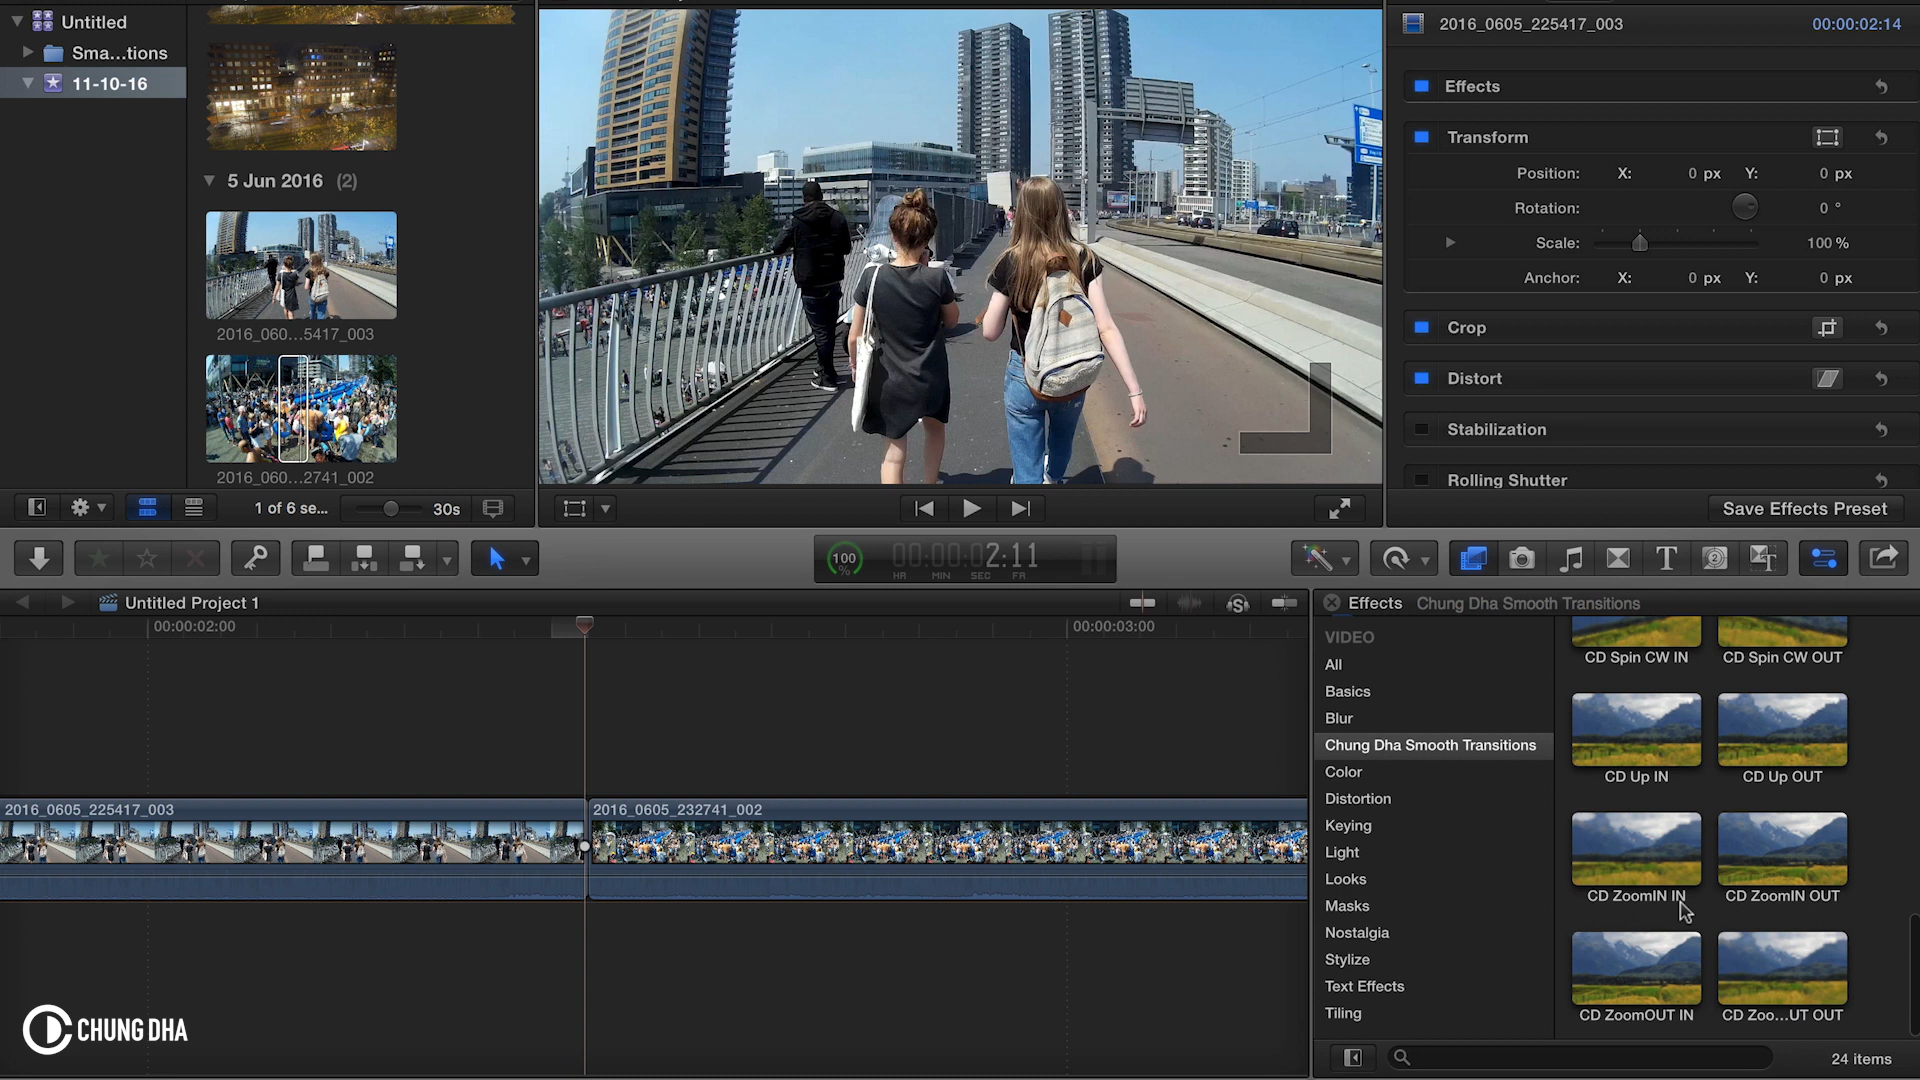 Untitled
Sma...tions
11-10-16
5 Jun 2016 (2)
2016_060...5417_003
2016_060...2741_002
1 of 6 se...
30s
2016_0605_225417_003
00:00:02:14
Effects
Transform
Position: X: 0 px Y: 0 px
Rotation: 0 °
Scale: 100 %
Anchor: X: 0 px Y: 0 px
Crop
Distort
Stabilization
Rolling Shutter
Save Effects Preset
100 %
00:00:02:11
HR MIN SEC FR
Untitled Project 1
00:00:02:00
00:00:03:00
2016_0605_225417_003
2016_0605_232741_002
Effects Chung Dha Smooth Transitions
VIDEO
All
Basics
Blur
Chung Dha Smooth Transitions
Color
Distortion
Keying
Light
Looks
Masks
Nostalgia
Stylize
Text Effects
Tiling
CD Spin CW IN
CD Spin CW OUT
CD Up IN
CD Up OUT
CD ZoomIN IN
CD ZoomIN OUT
CD ZoomOUT IN
CD Zoo...UT OUT
24 items
CHUNG DHA